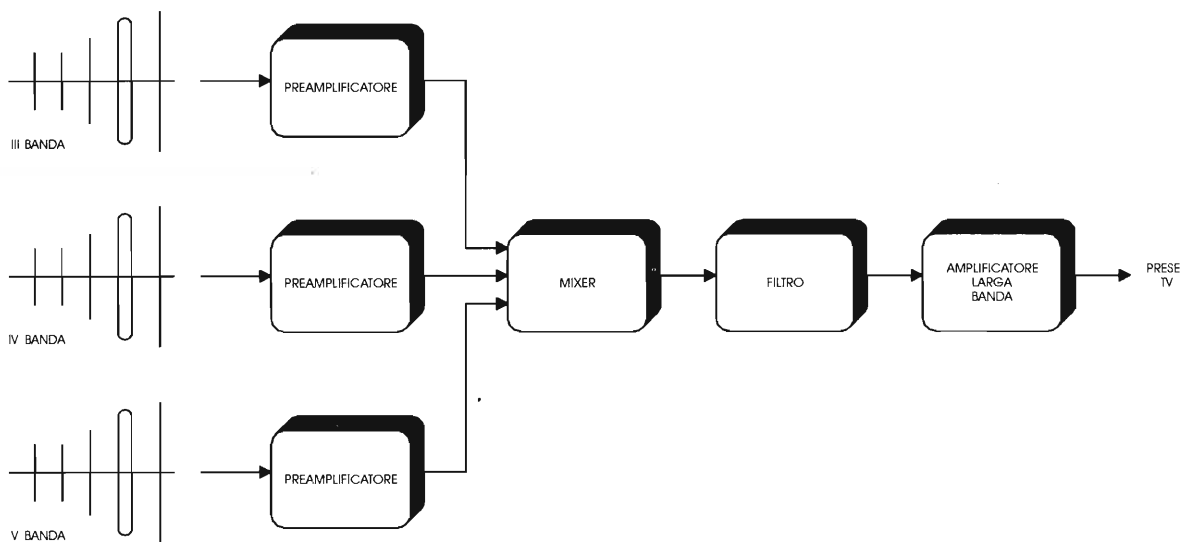 PREAMPLIFICATORE
III BANDA
PREAMPLIFICATORE
IV BANDA
MIXER
FILTRO
AMPLIFICATORE
LARGA
BANDA
PRESE
TV
PREAMPLIFICATORE
V BANDA